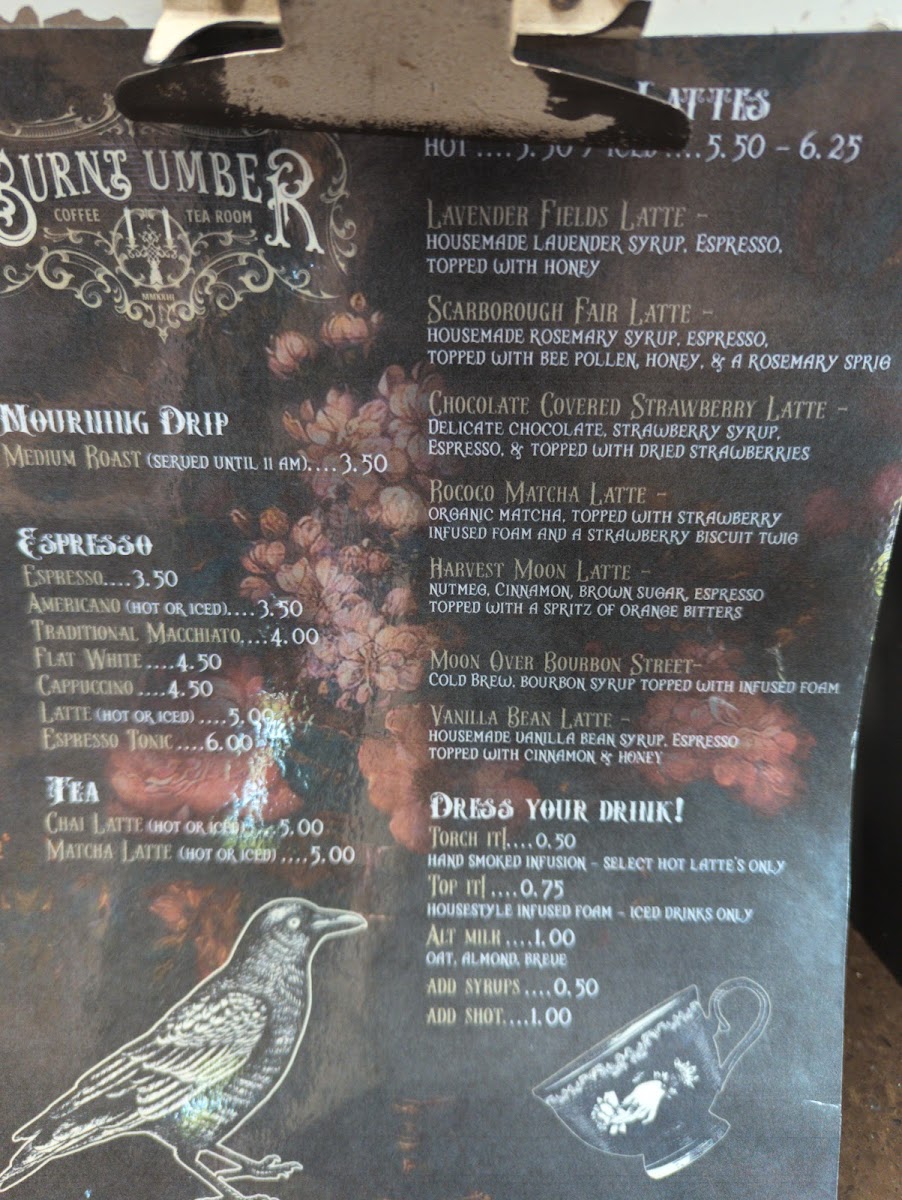 BURNT UMBER
COFFEE TEA ROOM
MMXXIII
MOURNING DRIP
MEDIUM ROAST (SERVED UNTIL 11 AM)....3.50
ESPRESSO
ESPRESSO....3.50
AMERICANO (HOT OR ICED)....3.50
TRADITIONAL MACCHIATO....4.00
FLAT WHITE ....4.50
CAPPUCCINO ....4.50
LATTE (HOT OR ICED) ....5.00
ESPRESSO TONIC ....6.00
TEA
CHAI LATTE (HOT OR ICED) ....5.00
MATCHA LATTE (HOT OR ICED) ....5.00
LATTES
HOT ....5.50 / ICED ....5.50 - 6.25
LAVENDER FIELDS LATTE -
HOUSEMADE LAVENDER SYRUP, ESPRESSO,
TOPPED WITH HONEY
SCARBOROUGH FAIR LATTE -
HOUSEMADE ROSEMARY SYRUP, ESPRESSO,
TOPPED WITH BEE POLLEN, HONEY, & A ROSEMARY SPRIG
CHOCOLATE COVERED STRAWBERRY LATTE -
DELICATE CHOCOLATE, STRAWBERRY SYRUP,
ESPRESSO, & TOPPED WITH DRIED STRAWBERRIES
ROCOCO MATCHA LATTE -
ORGANIC MATCHA, TOPPED WITH STRAWBERRY
INFUSED FOAM AND A STRAWBERRY BISCUIT TWIG
HARVEST MOON LATTE -
NUTMEG, CINNAMON, BROWN SUGAR, ESPRESSO
TOPPED WITH A SPRITZ OF ORANGE BITTERS
MOON OVER BOURBON STREET-
COLD BREW, BOURBON SYRUP TOPPED WITH INFUSED FOAM
VANILLA BEAN LATTE -
HOUSEMADE VANILLA BEAN SYRUP, ESPRESSO
TOPPED WITH CINNAMON & HONEY
DRESS YOUR DRINK!
TORCH IT!....0.50
HAND SMOKED INFUSION - SELECT HOT LATTE'S ONLY
TOP IT!....0.75
HOUSESTYLE INFUSED FOAM - ICED DRINKS ONLY
ALT MILK ....1.00
OAT, ALMOND, BREVE
ADD SYRUPS ....0.50
ADD SHOT....1.00